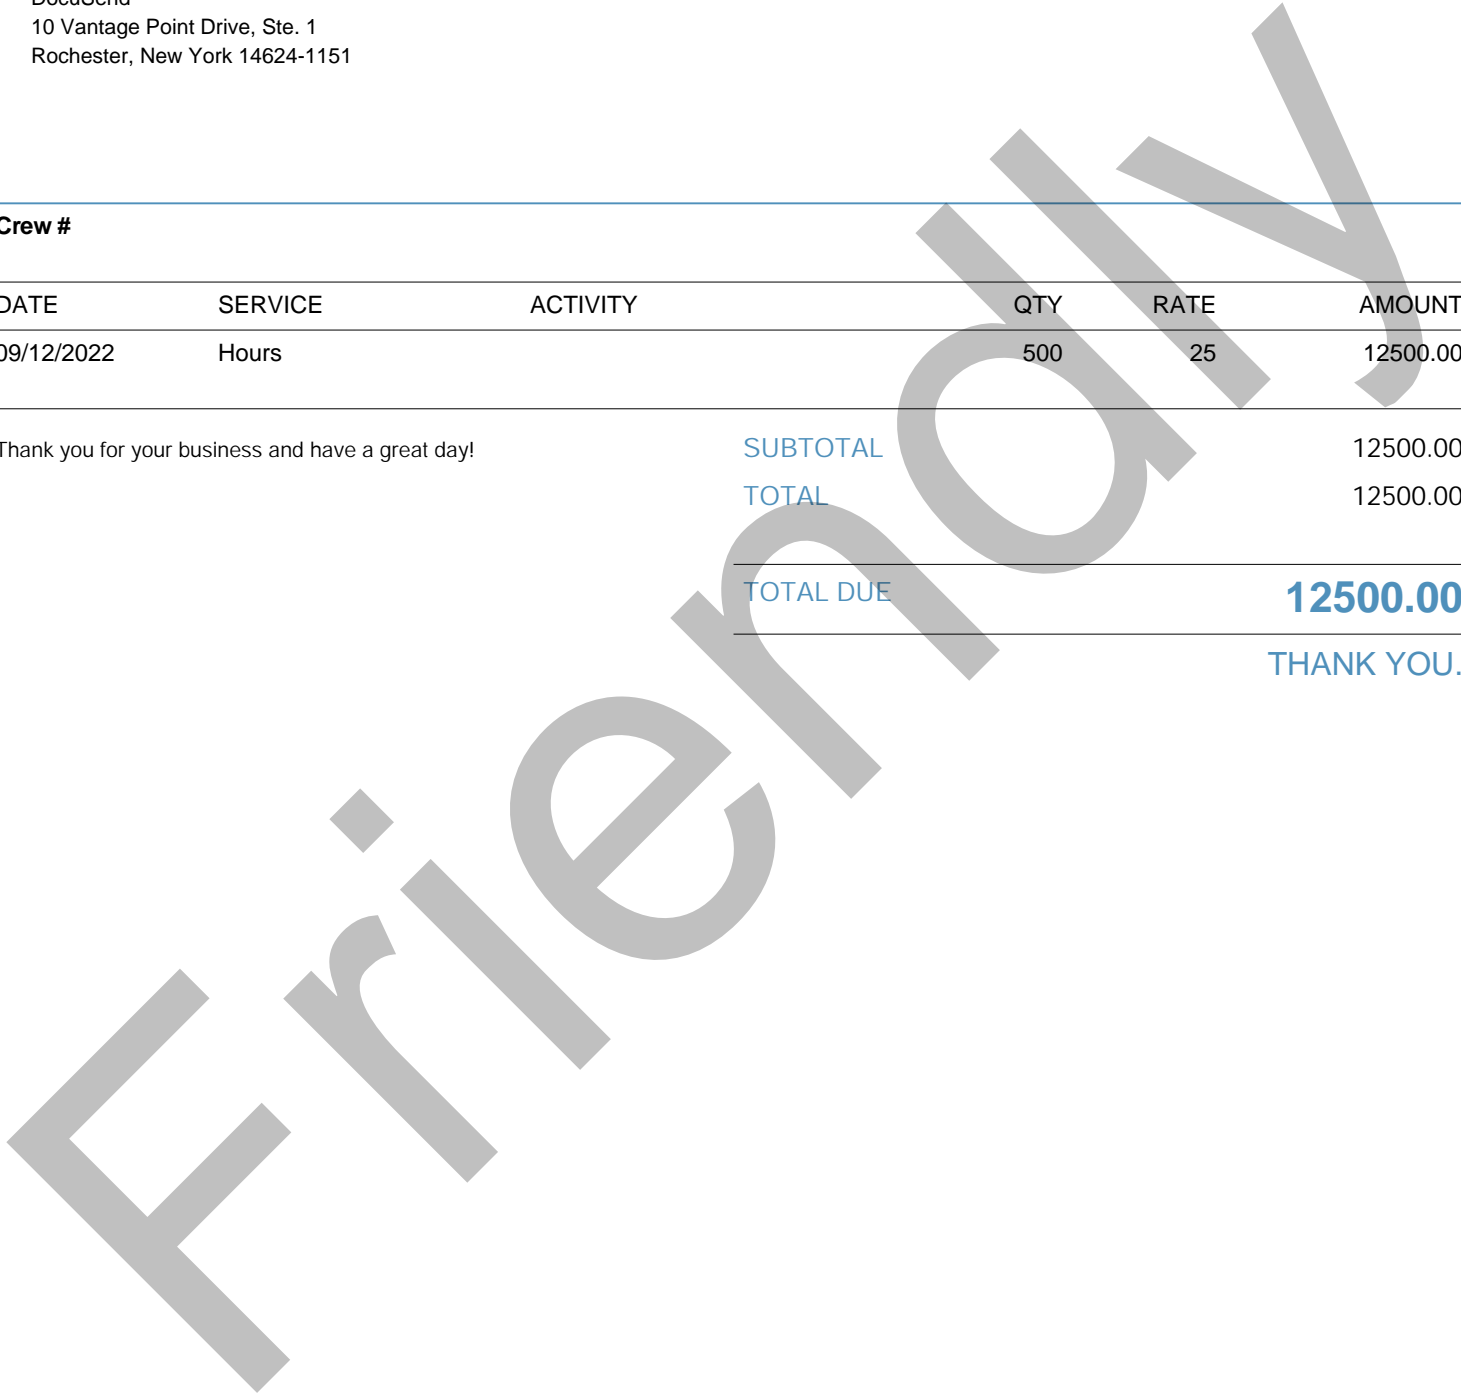 DocuSend
10 Vantage Point Drive, Ste. 1
Rochester, New York 14624-1151
Crew #
DATE SERVICE ACTIVITY QTY RATE AMOUNT
09/12/2022 Hours 500 25 12500.00
Thank you for your business and have a great day!
SUBTOTAL 12500.00
TOTAL 12500.00
TOTAL DUE 12500.00
THANK YOU.
Friendly